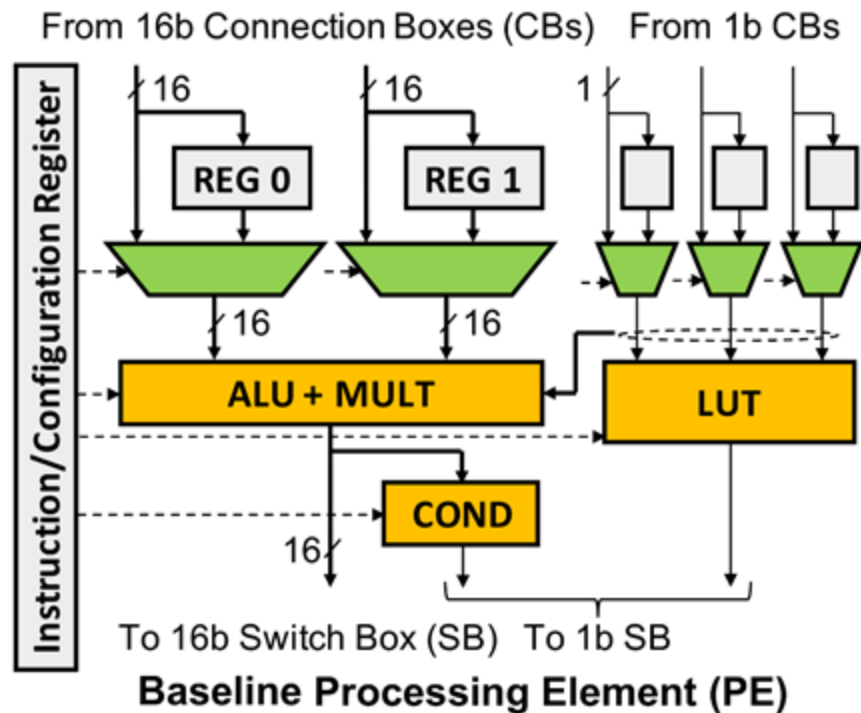 From 16b Connection Boxes (CBs) From 1b CBs
Instruction/Configuration Register
16
16
1
REG 0
REG 1
16
16
ALU + MULT
LUT
COND
16
To 16b Switch Box (SB) To 1b SB
Baseline Processing Element (PE)